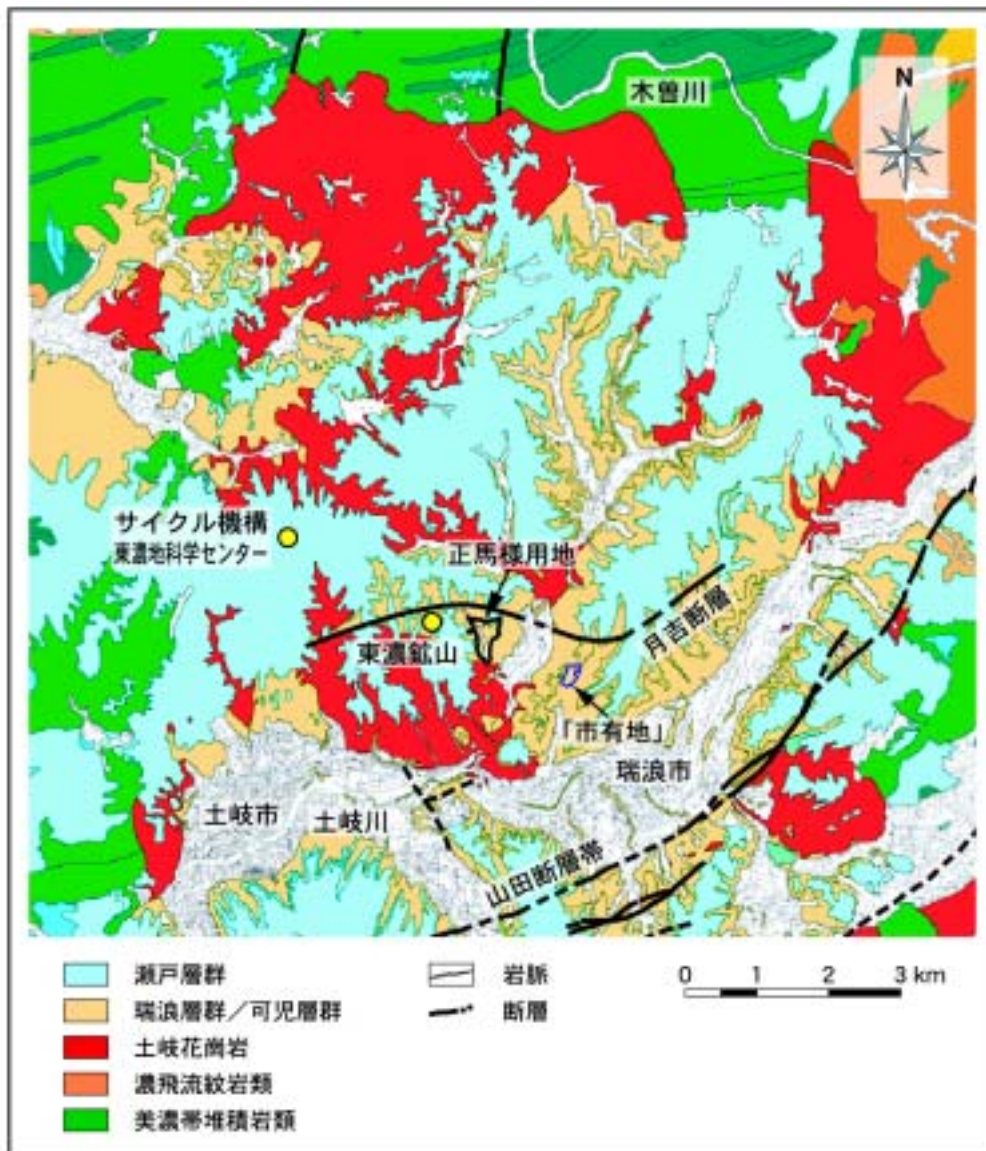 木曽川
N
サイクル機構
東濃地科学センター
正馬様用地
月吉断層
東濃鉱山
「市有地」
瑞浪市
土岐市
土岐川
山田断層帯
瀬戸層群
瑞浪層群／可児層群
土岐花崗岩
濃飛流紋岩類
美濃帯堆積岩類
岩脈
断層
0 1 2 3 km